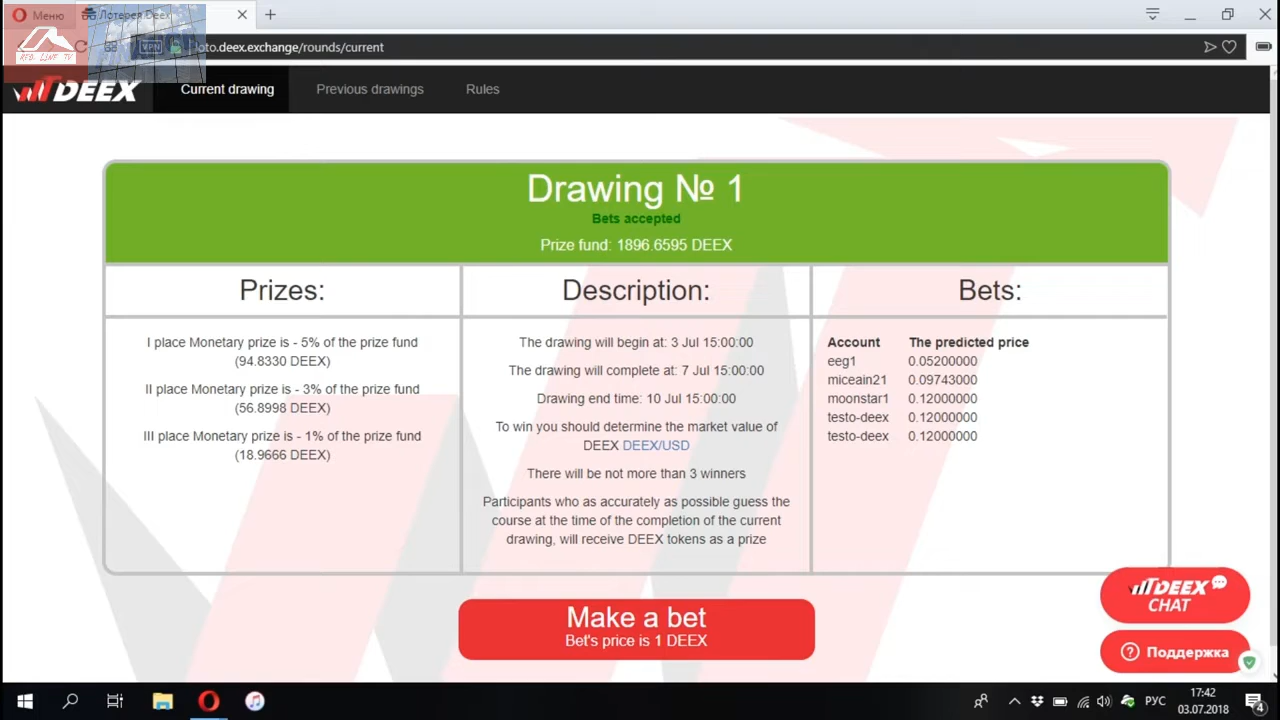 Меню
Лотерея Deex
RFB LINE TV
VPN
loto.deex.exchange/rounds/current
DEEX
Current drawing
Previous drawings
Rules
Drawing № 1
Bets accepted
Prize fund: 1896.6595 DEEX
Prizes:
I place Monetary prize is - 5% of the prize fund
(94.8330 DEEX)
II place Monetary prize is - 3% of the prize fund
(56.8998 DEEX)
III place Monetary prize is - 1% of the prize fund
(18.9666 DEEX)
Description:
The drawing will begin at: 3 Jul 15:00:00
The drawing will complete at: 7 Jul 15:00:00
Drawing end time: 10 Jul 15:00:00
To win you should determine the market value of
DEEX DEEX/USD
There will be not more than 3 winners
Participants who as accurately as possible guess the
course at the time of the completion of the current
drawing, will receive DEEX tokens as a prize
Bets:
Account The predicted price
eeg1 0.05200000
miceain21 0.09743000
moonstar1 0.12000000
testo-deex 0.12000000
testo-deex 0.12000000
Make a bet
Bet's price is 1 DEEX
DEEX
CHAT
Поддержка
РУС
17:42
03.07.2018
4